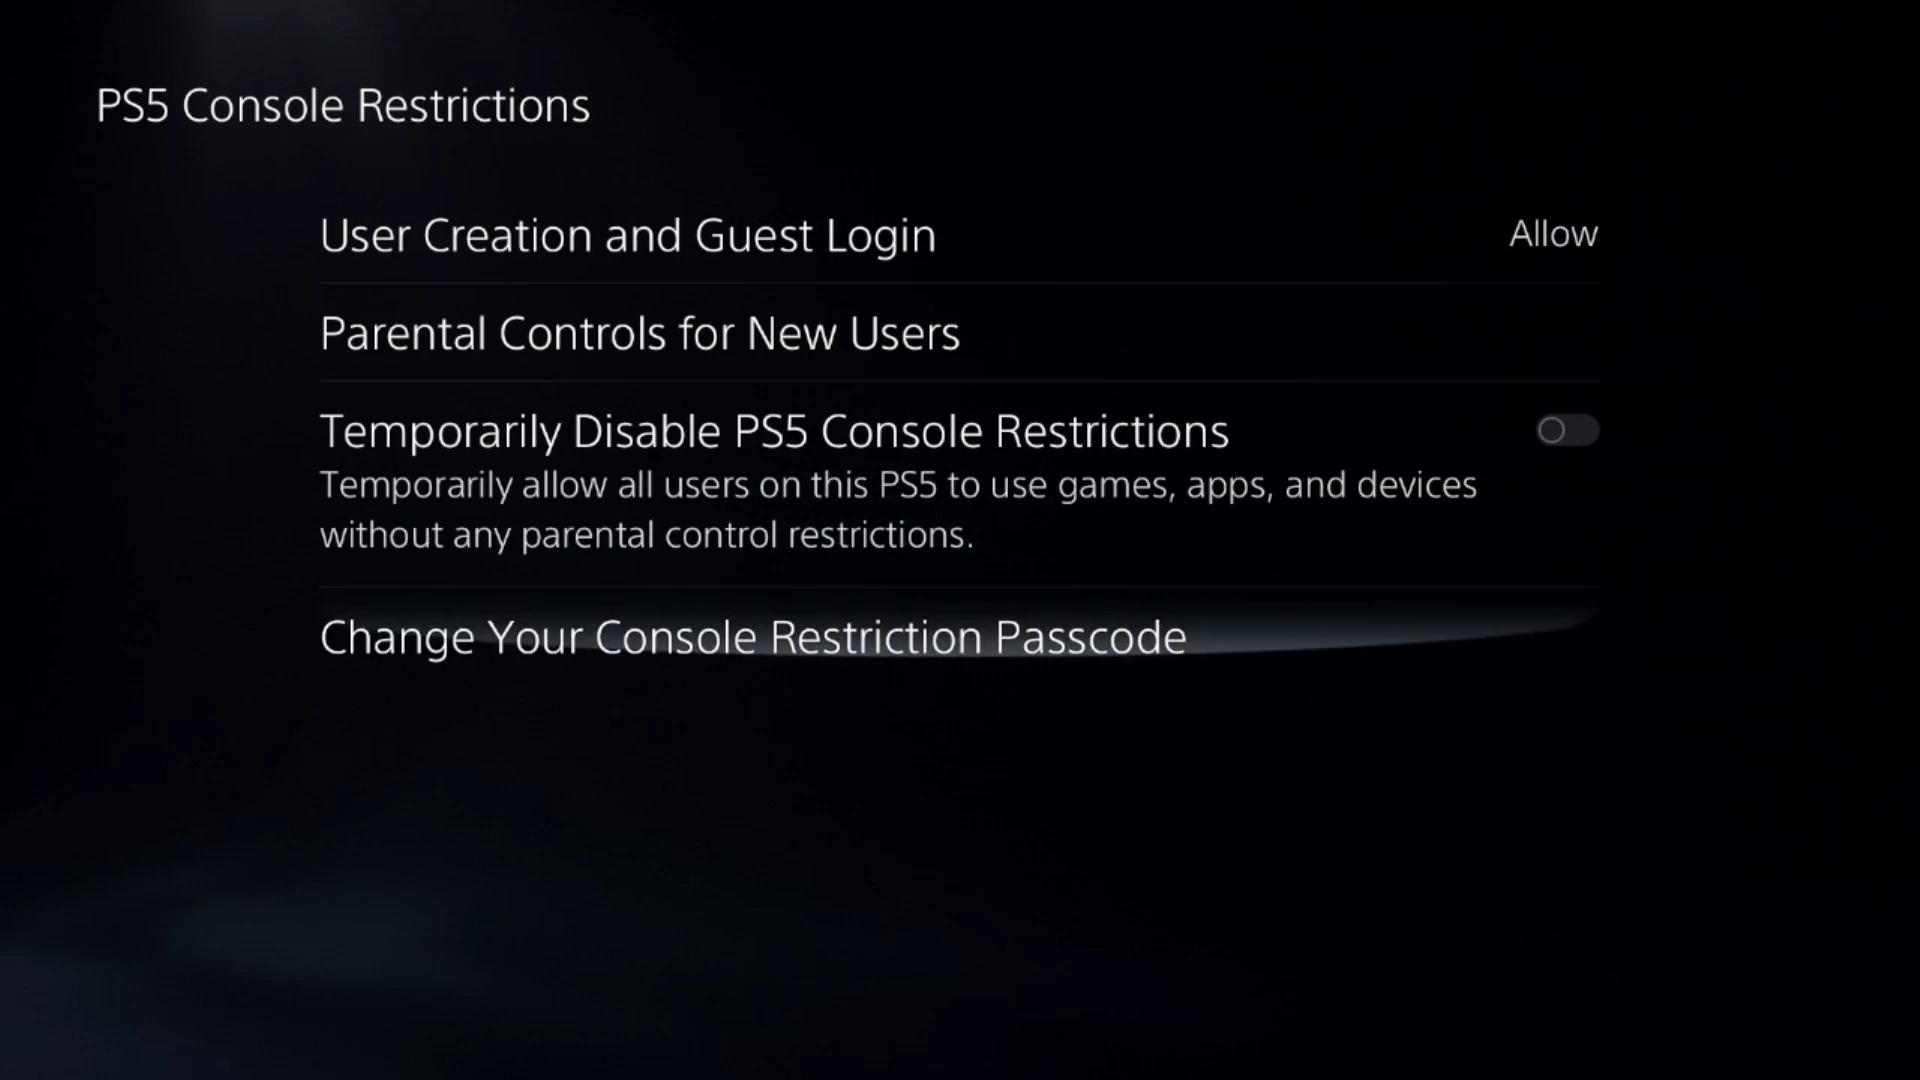 PS5 Console Restrictions
User Creation and Guest Login Allow
Parental Controls for New Users
Temporarily Disable PS5 Console Restrictions
Temporarily allow all users on this PS5 to use games, apps, and devices
without any parental control restrictions.
Change Your Console Restriction Passcode